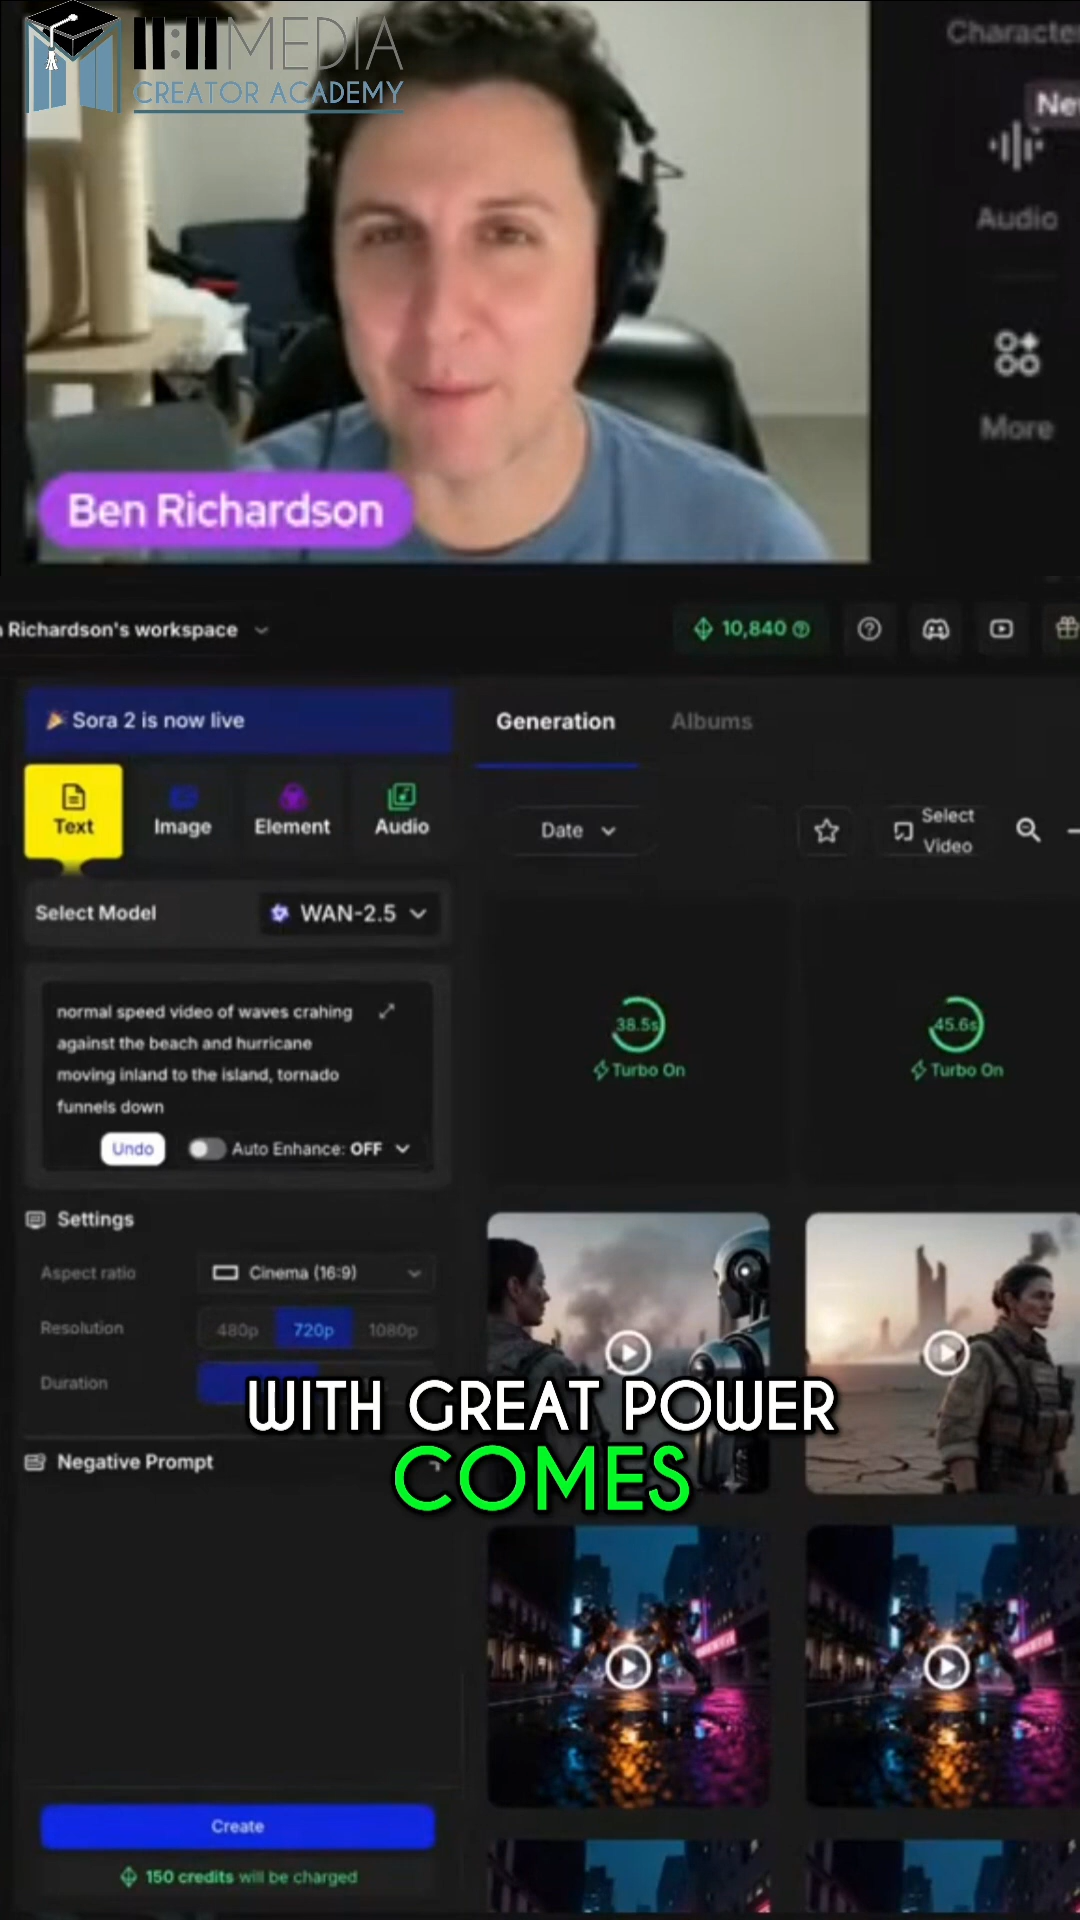 11:11 MEDIA
CREATOR ACADEMY
New
Audio
More
Ben Richardson
Richardson's workspace
10,840
Sora 2 is now live
Generation
Albums
Text
Image
Element
Audio
Date
Select
Video
Select Model
WAN-2.5
normal speed video of waves crahing
against the beach and hurricane
moving inland to the island, tornado
funnels down
Undo
Auto Enhance: OFF
38.5s
Turbo On
45.6s
Turbo On
Settings
Aspect ratio
Cinema (16:9)
Resolution
480p
720p
1080p
Duration
WITH GREAT POWER
COMES
Negative Prompt
Create
150 credits will be charged